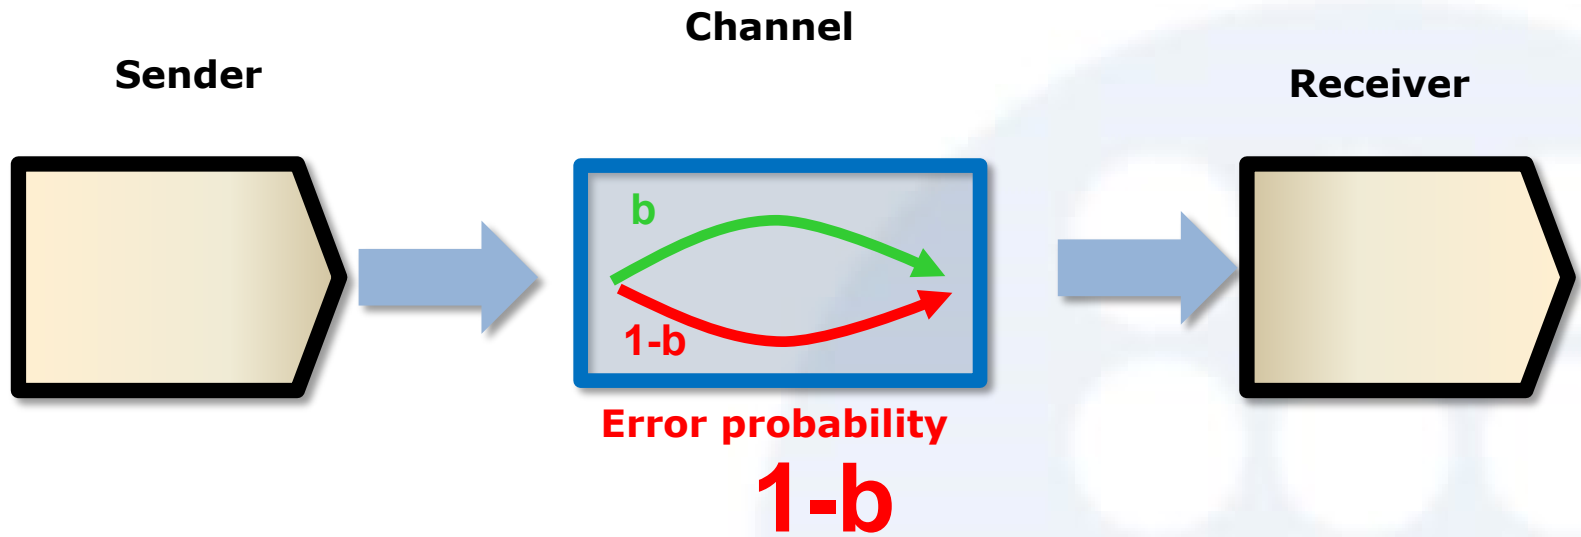 Channel
Sender
Receiver
b
1-b
Error probability
1-b